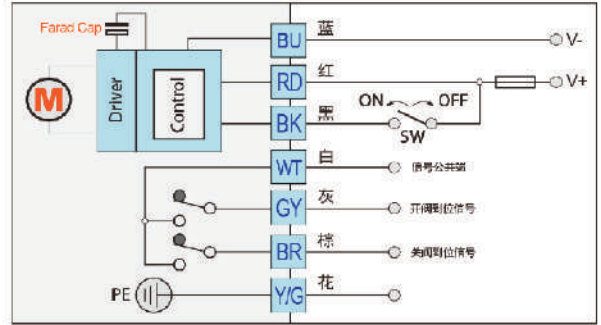 Farad Cap
M
Driver
Control
BU 蓝 V-
RD 红 V+
ON OFF
BK 黑
SW
WT 白 信号公共端
GY 灰 开阀到位信号
BR 棕 关阀到位信号
PE Y/G 花